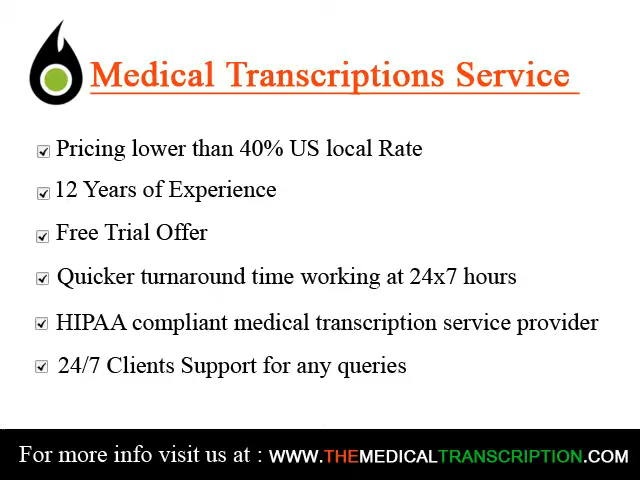 Medical Transcriptions Service
Pricing lower than 40% US local Rate
12 Years of Experience
Free Trial Offer
Quicker turnaround time working at 24x7 hours
HIPAA compliant medical transcription service provider
24/7 Clients Support for any queries
For more info visit us at : WWW.THEMEDICALTRANSCRIPTION.COM